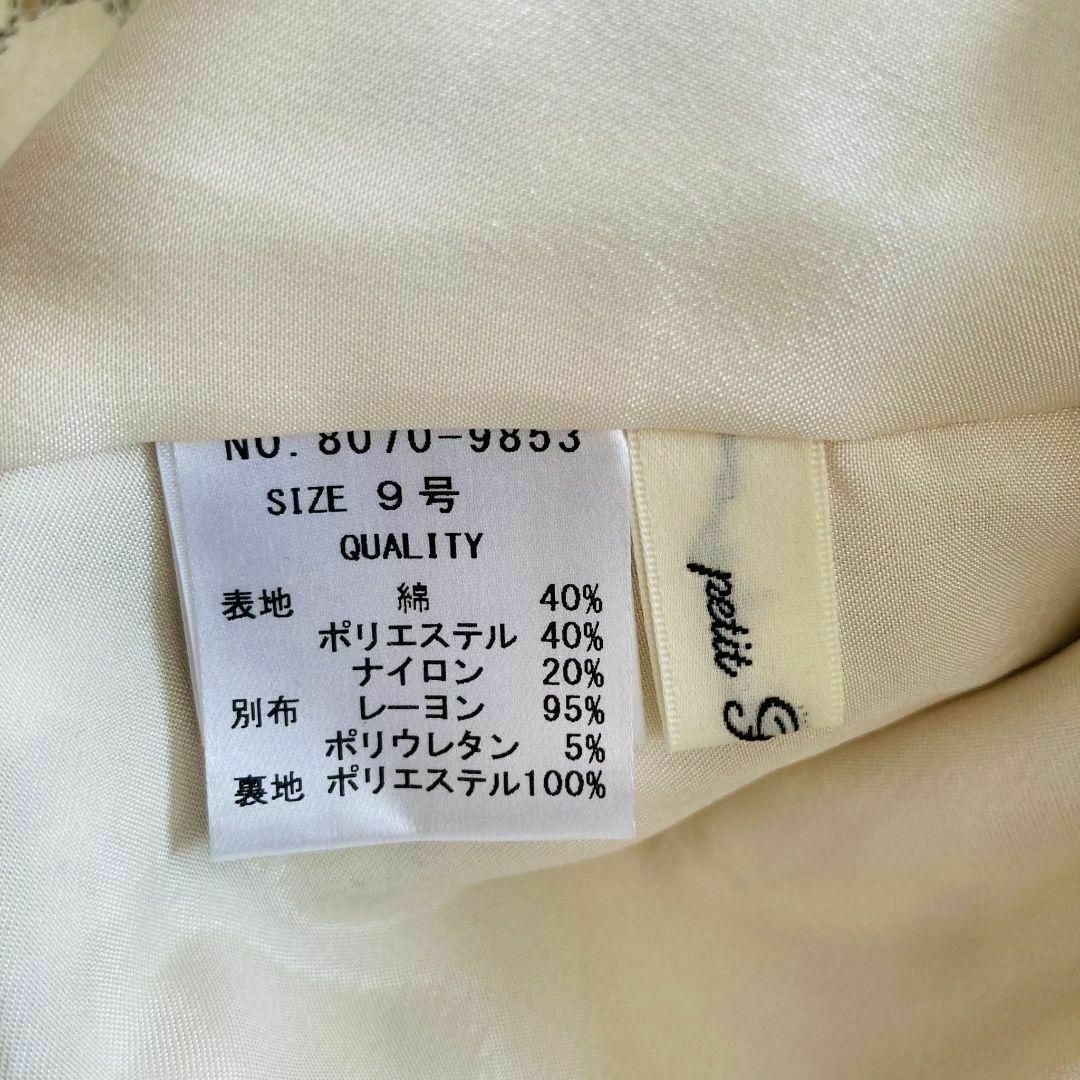 NO. 8070-9853
SIZE 9号
QUALITY
表地 綿 40%
ポリエステル 40%
ナイロン 20%
別布 レーヨン 95%
ポリウレタン 5%
裏地 ポリエステル100%
petit